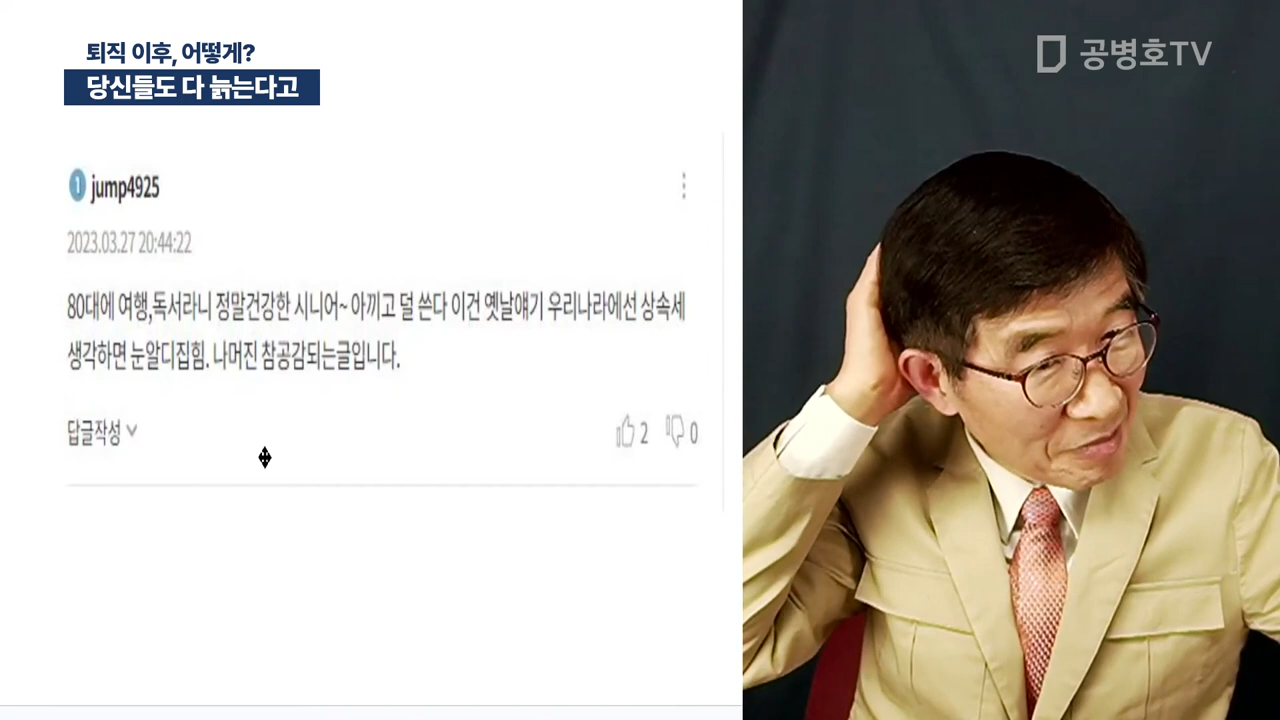 퇴직 이후, 어떻게?
당신들도 다 늙는다고
공병호TV
1 jump4925
2023.03.27 20:44:22
80대에 여행,독서라니 정말건강한 시니어~ 아끼고 덜 쓴다 이건 옛날얘기 우리나라에선 상속세
생각하면 눈알디집힘. 나머진 참공감되는글입니다.
답글작성
2 0